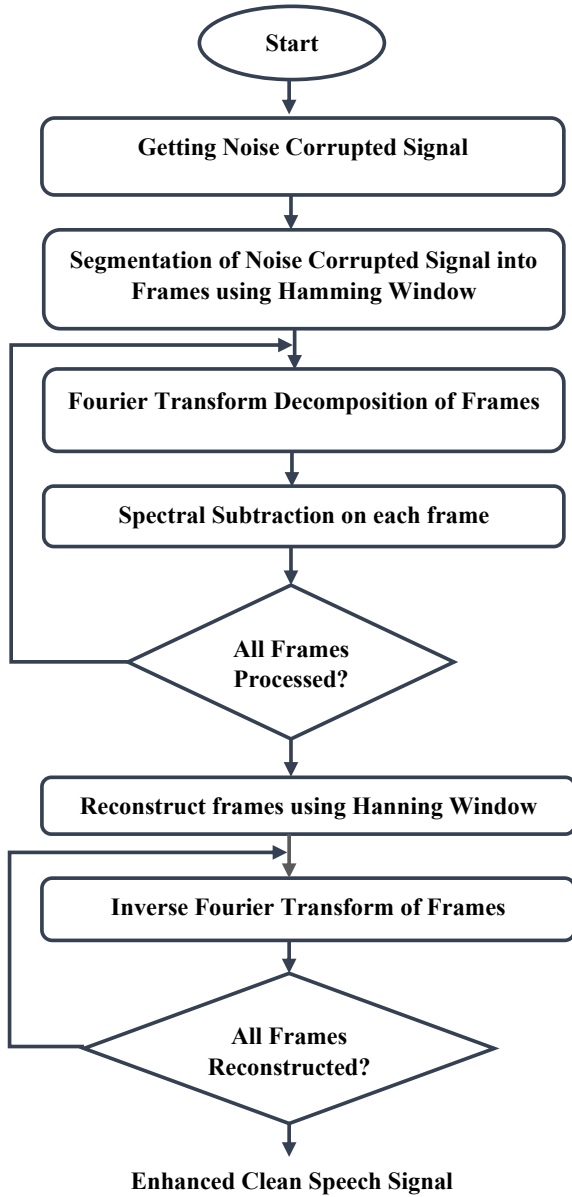 Start
Getting Noise Corrupted Signal
Segmentation of Noise Corrupted Signal into
Frames using Hamming Window
Fourier Transform Decomposition of Frames
Spectral Subtraction on each frame
All Frames
Processed?
Reconstruct frames using Hanning Window
Inverse Fourier Transform of Frames
All Frames
Reconstructed?
Enhanced Clean Speech Signal